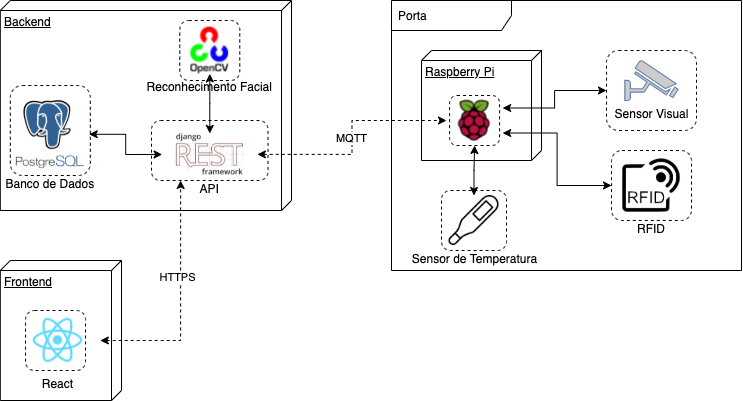 Backend
OpenCV
Reconhecimento Facial
PostgreSQL
Banco de Dados
django
REST
framework
API
MQTT
HTTPS
Frontend
React
Porta
Raspberry Pi
Sensor Visual
RFID
RFID
Sensor de Temperatura